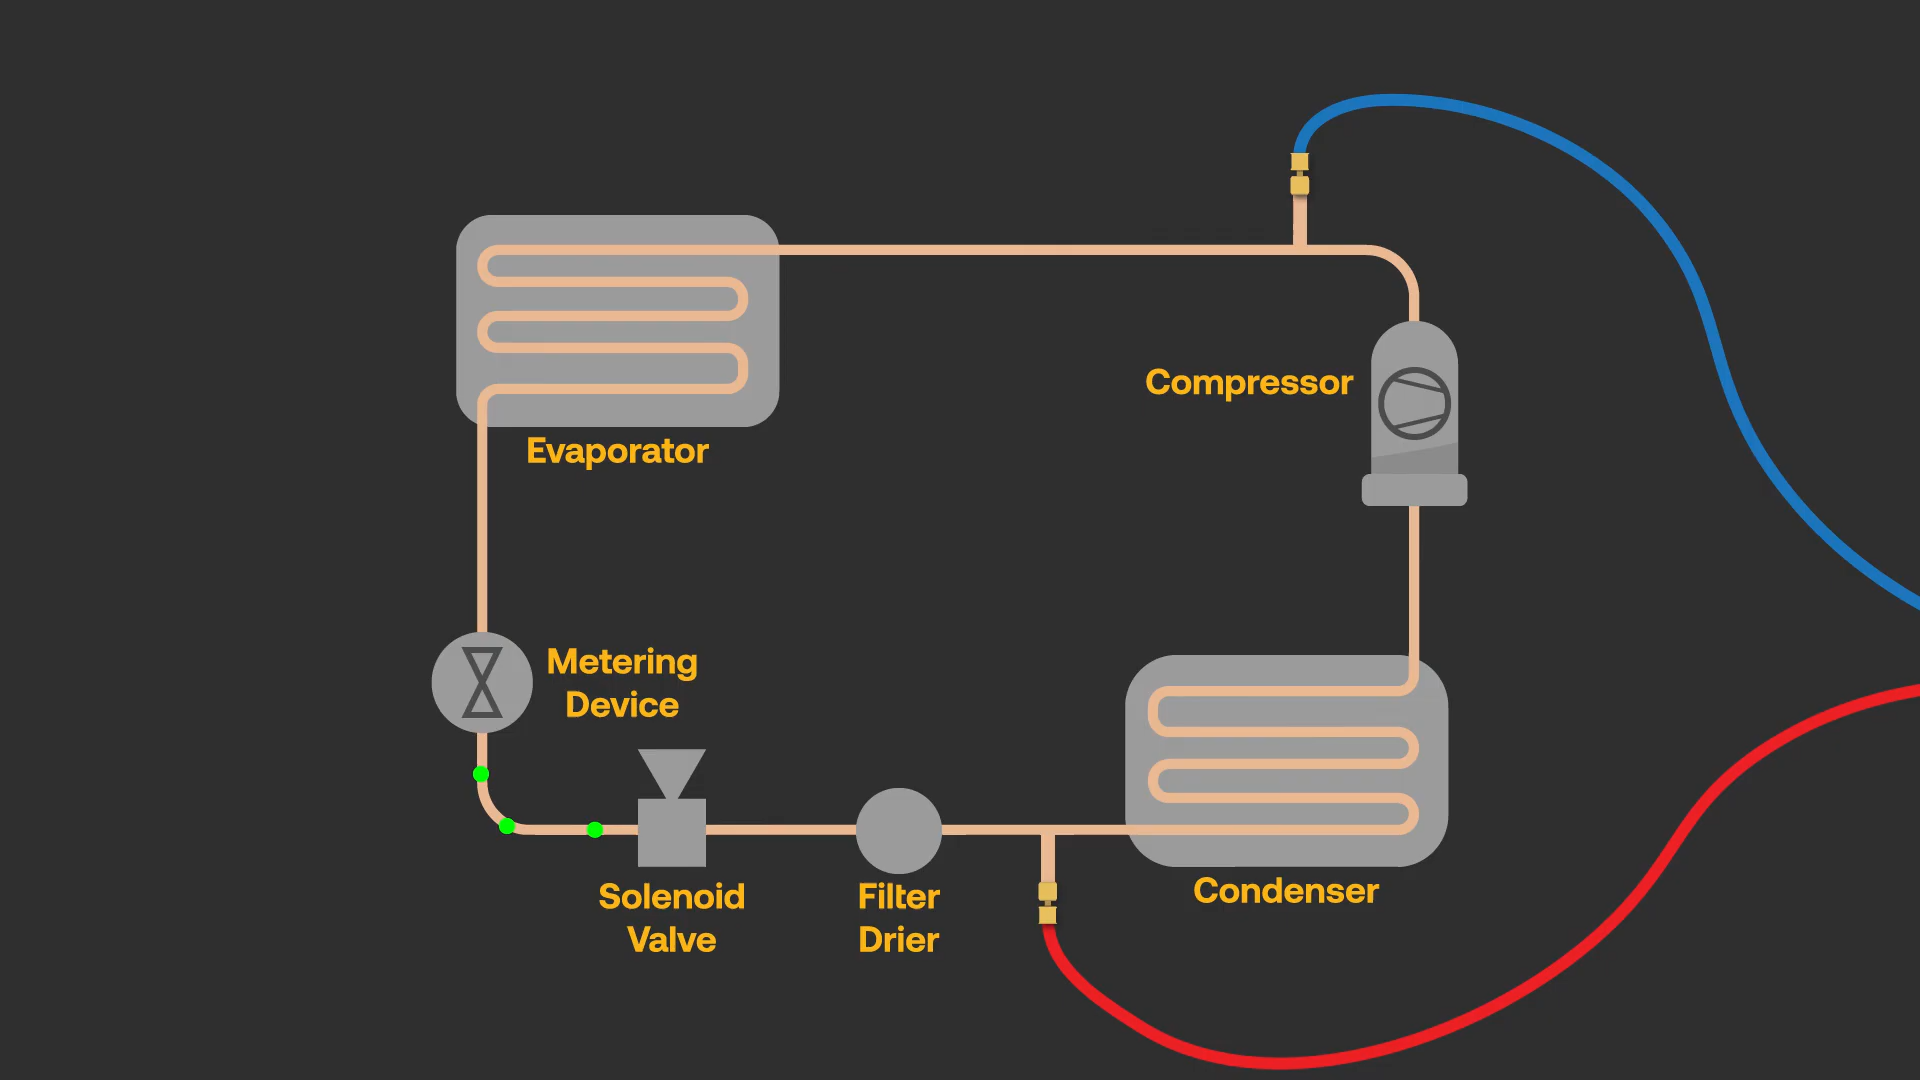 Compressor
Evaporator
Metering
Device
Solenoid
Valve
Filter
Drier
Condenser